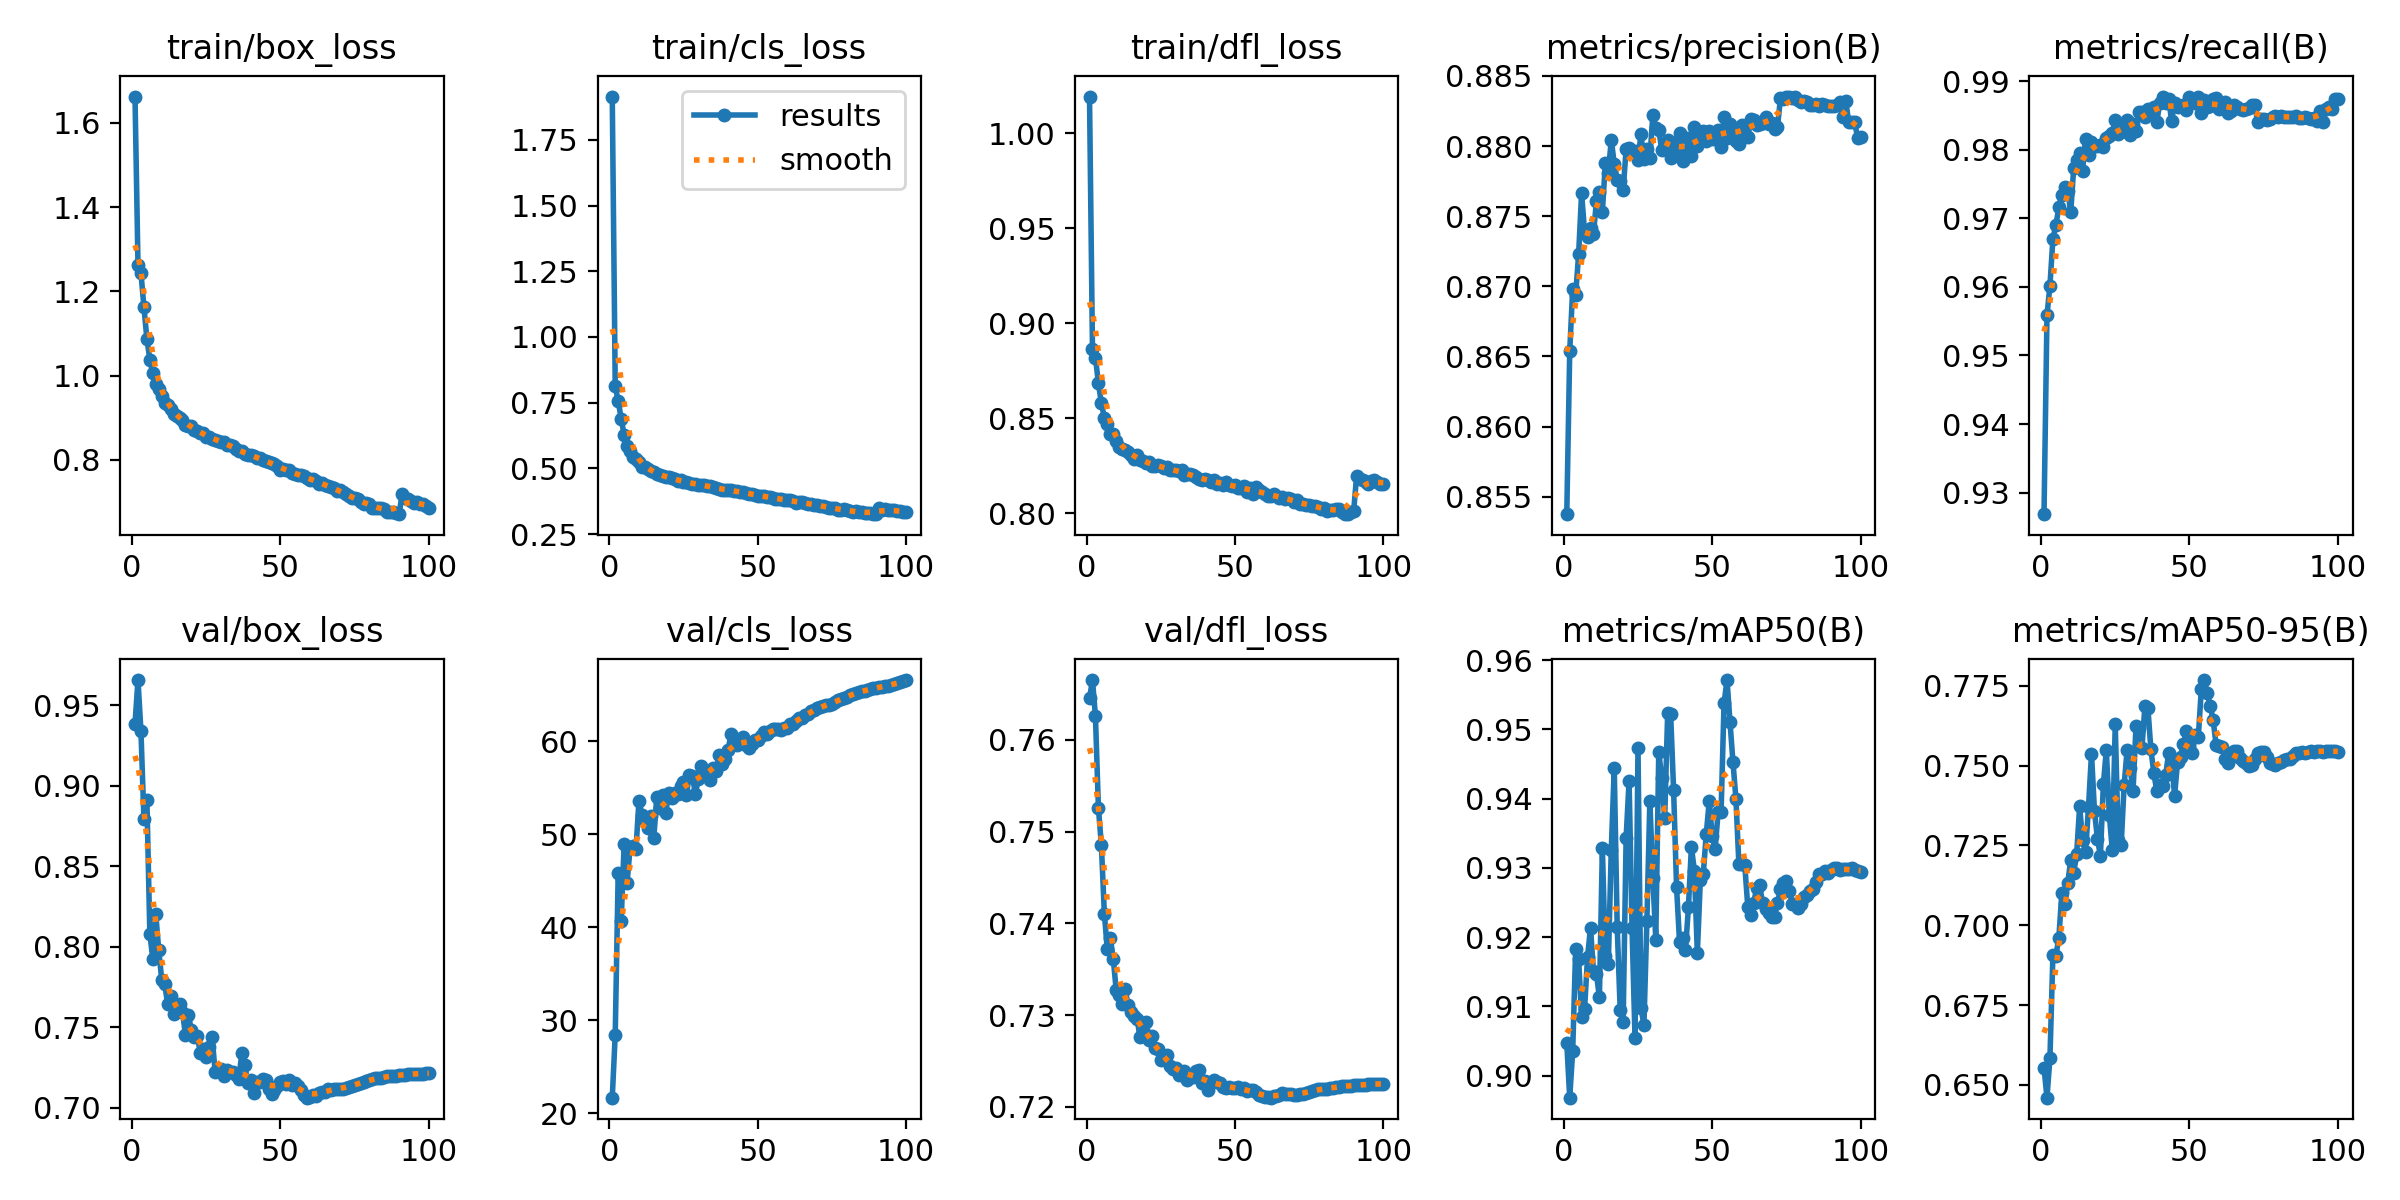 train/box_loss
1.6
1.4
1.2
1.0
0.8
0 50 100
train/cls_loss
results
smooth
1.75
1.50
1.25
1.00
0.75
0.50
0.25
0 50 100
train/dfl_loss
1.00
0.95
0.90
0.85
0.80
0 50 100
metrics/precision(B)
0.885
0.880
0.875
0.870
0.865
0.860
0.855
0 50 100
metrics/recall(B)
0.99
0.98
0.97
0.96
0.95
0.94
0.93
0 50 100
val/box_loss
0.95
0.90
0.85
0.80
0.75
0.70
0 50 100
val/cls_loss
60
50
40
30
20
0 50 100
val/dfl_loss
0.76
0.75
0.74
0.73
0.72
0 50 100
metrics/mAP50(B)
0.96
0.95
0.94
0.93
0.92
0.91
0.90
0 50 100
metrics/mAP50-95(B)
0.775
0.750
0.725
0.700
0.675
0.650
0 50 100